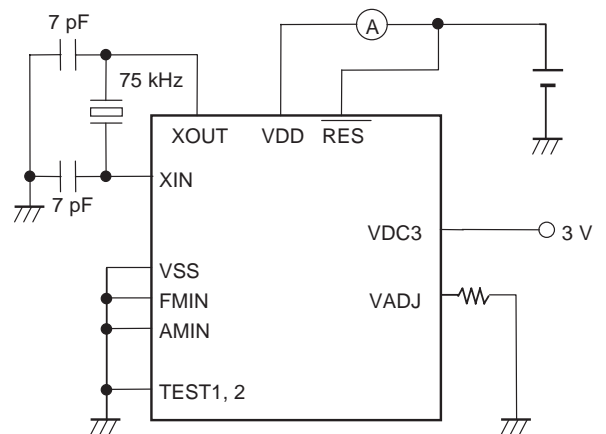 7 pF
A
75 kHz
XOUT VDD RES
XIN
7 pF
VDC3
3 V
VSS
FMIN
VADJ
AMIN
TEST1, 2